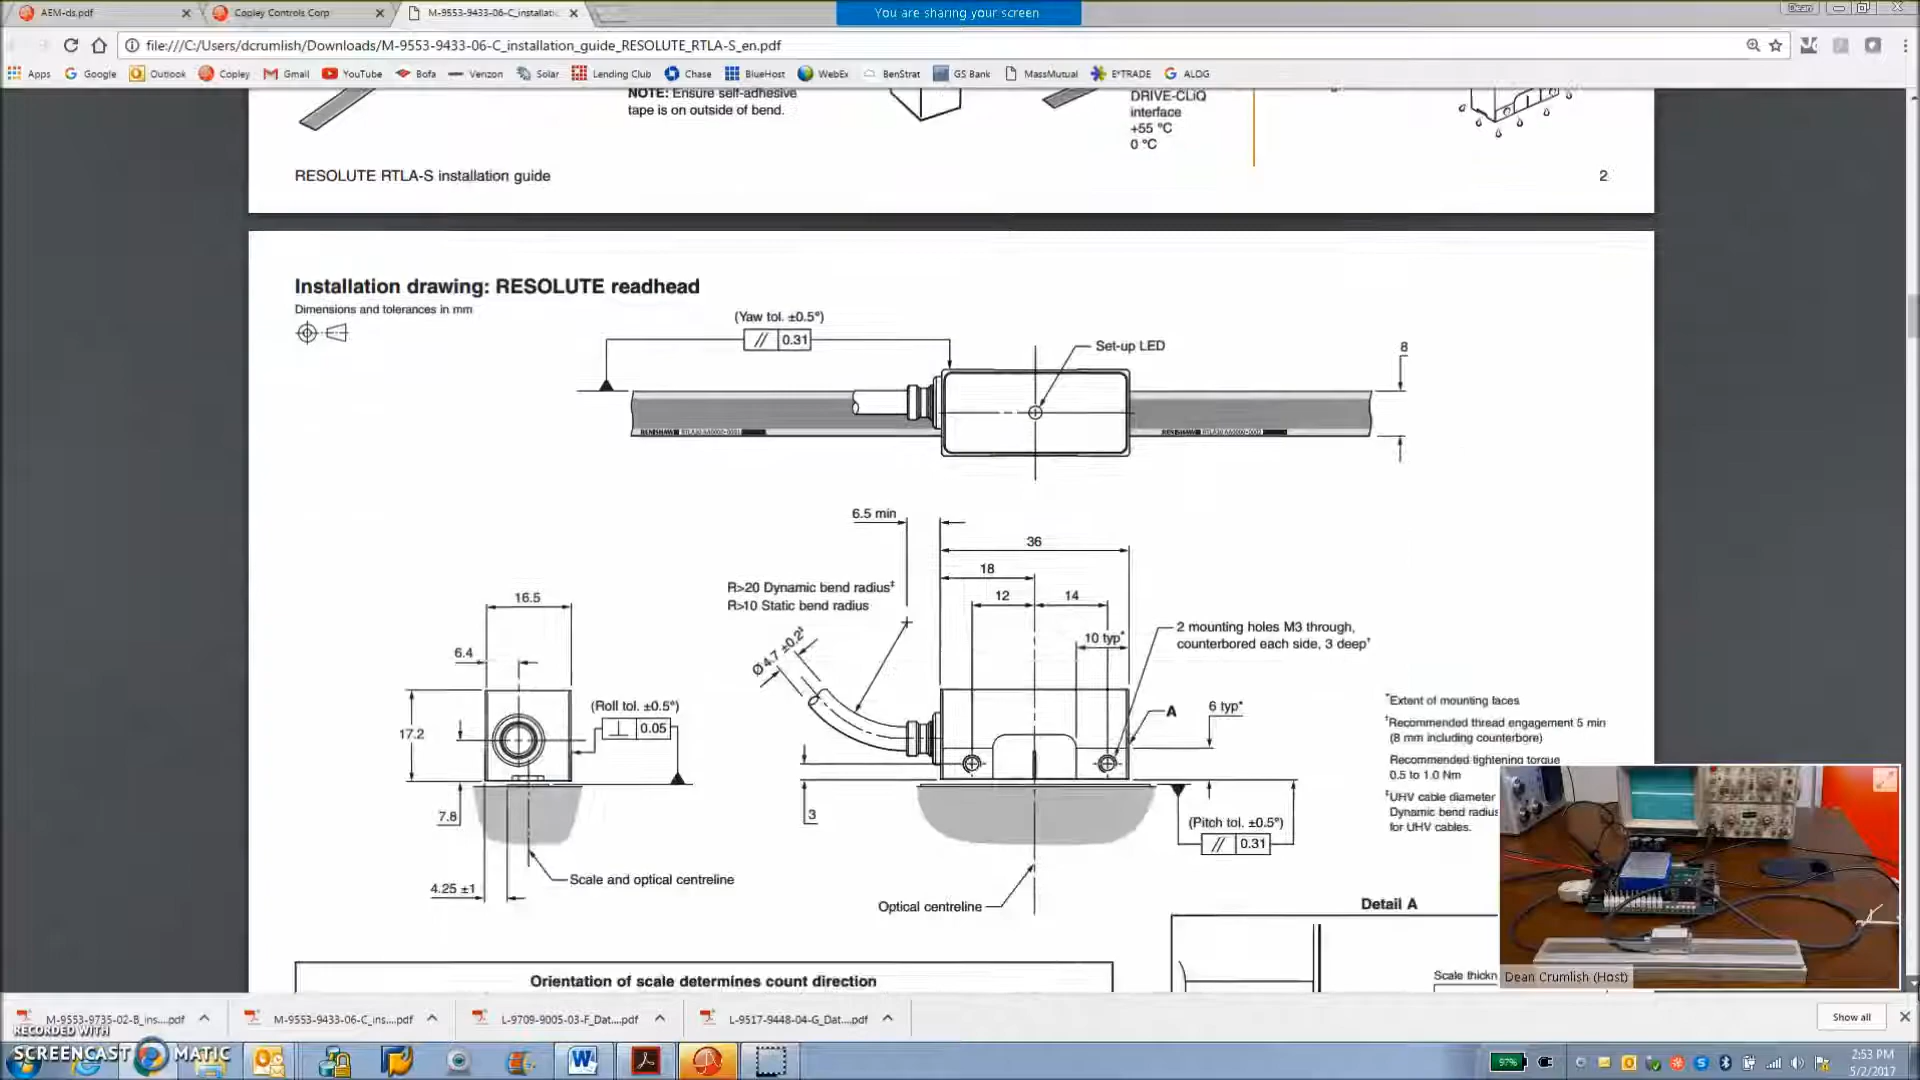 AEM-ds.pdf
Copley Controls Corp
M-9553-9433-06-C_installatic
You are sharing your screen
Dean
file:///C:/Users/dcrumlish/Downloads/M-9553-9433-06-C_installation_guide_RESOLUTE_RTLA-S_en.pdf
Apps Google Outlook Copley Gmail YouTube Bofa Verizon Solar Lending Club Chase BlueHost WebEx BenStrat GS Bank MassMutual E*TRADE ALOG
NOTE: Ensure self-adhesive
tape is on outside of bend.
DRIVE-CLiQ
interface
+55 °C
0 °C
RESOLUTE RTLA-S installation guide
2
Installation drawing: RESOLUTE readhead
Dimensions and tolerances in mm
(Yaw tol. ±0.5°)
// 0.31
Set-up LED
8
RENISHAW
RENISHAW
6.5 min
36
18
12
14
10 typ*
R>20 Dynamic bend radius‡
R>10 Static bend radius
Ø 4.7 ±0.2‡
2 mounting holes M3 through,
counterbored each side, 3 deep†
16.5
6.4
17.2
(Roll tol. ±0.5°)
⊥ 0.05
7.8
4.25 ±1
Scale and optical centreline
A
6 typ*
3
(Pitch tol. ±0.5°)
// 0.31
Optical centreline
*Extent of mounting faces
†Recommended thread engagement 5 min
(8 mm including counterbore)
Recommended tightening torque
0.5 to 1.0 Nm
‡UHV cable diameter
Dynamic bend radius
for UHV cables.
Detail A
Scale thickn
Orientation of scale determines count direction
Dean Crumlish (Host)
M-9553-9735-02-B_ins....pdf
M-9553-9433-06-C_ins....pdf
L-9709-9005-03-F_Dat....pdf
L-9517-9448-04-G_Dat....pdf
Show all
RECORDED WITH
SCREENCAST MATIC
97%
2:53 PM
5/2/2017